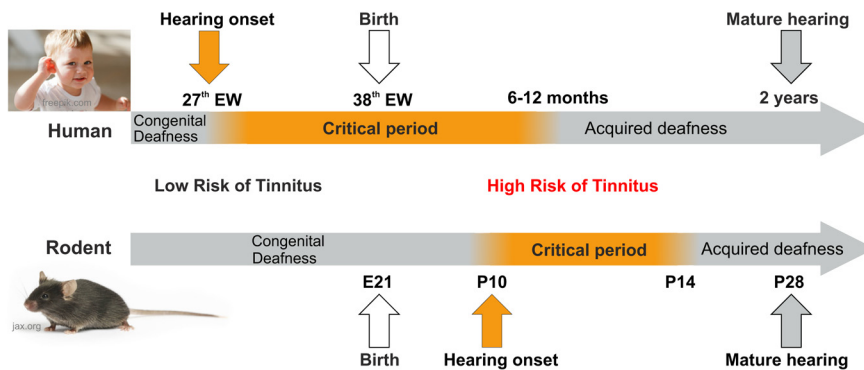 Hearing onset
Birth
Mature hearing
freepik.com
27th EW
38th EW
6-12 months
2 years
Human
Congenital
Deafness
Critical period
Acquired deafness
Low Risk of Tinnitus
High Risk of Tinnitus
Rodent
Congenital
Deafness
Critical period
Acquired deafness
E21
P10
P14
P28
jax.org
Birth
Hearing onset
Mature hearing